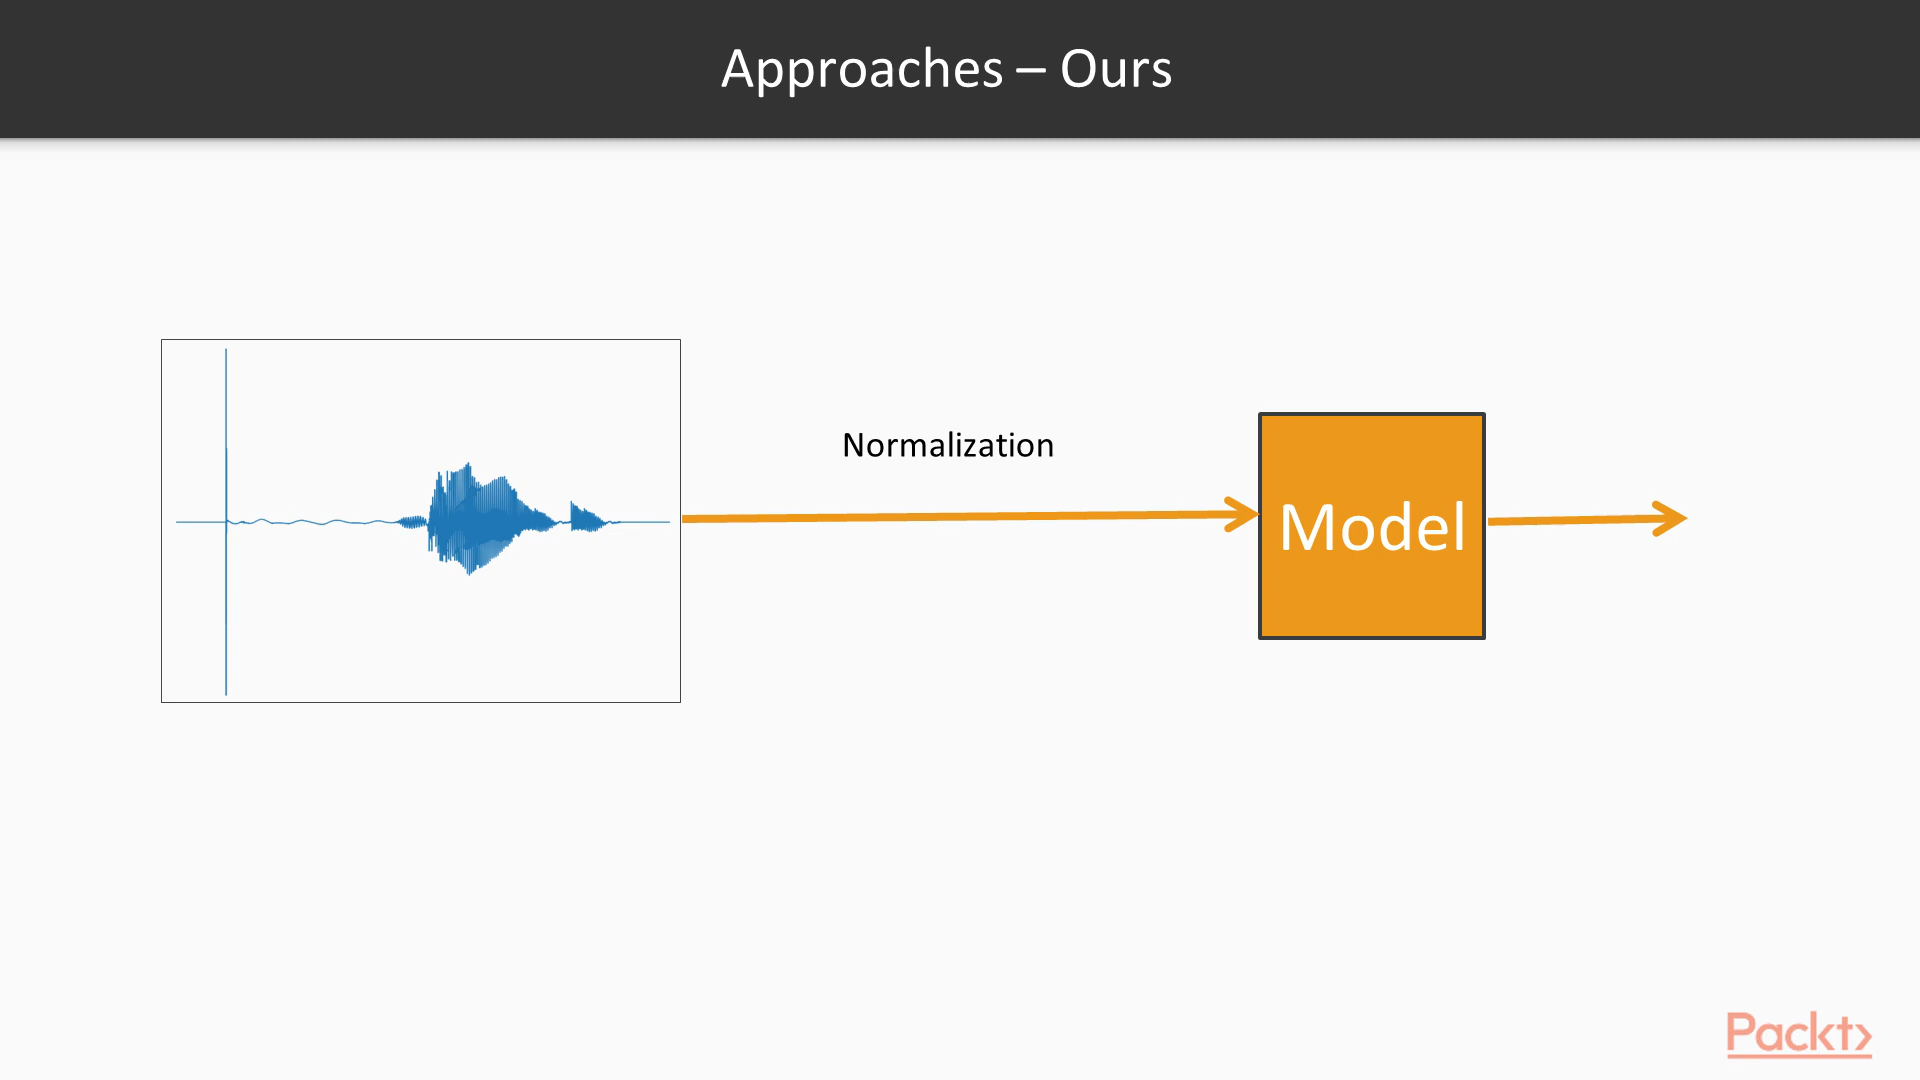 Approaches – Ours
Normalization
Model
Packt>